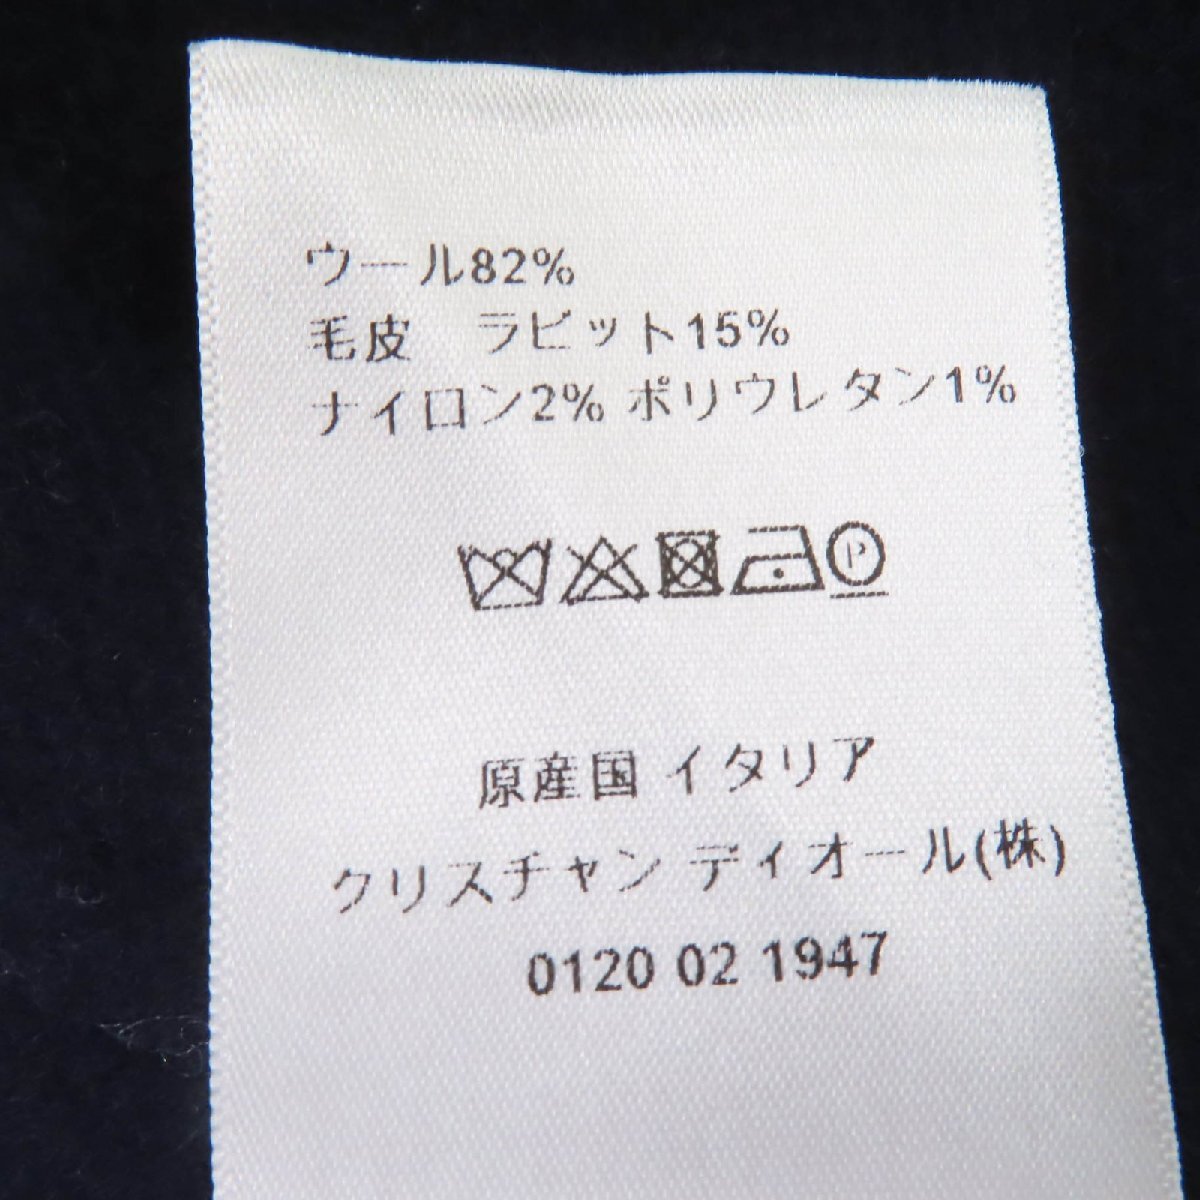 ウール82%
毛皮　ラビット15%
ナイロン2% ポリウレタン1%
P
原産国 イタリア
クリスチャン ディオール(株)
0120 02 1947